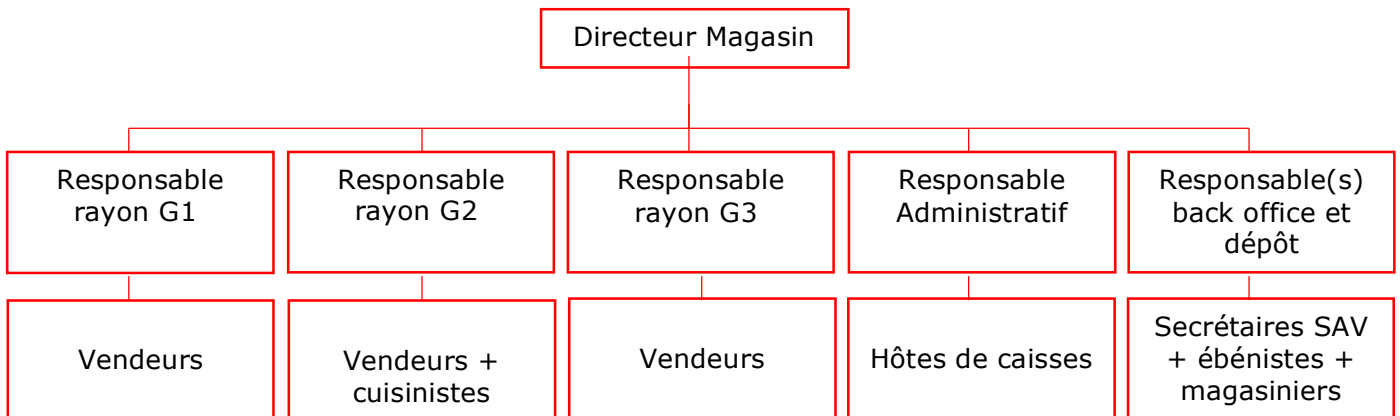 Directeur Magasin
Responsable
rayon G1
Responsable
rayon G2
Responsable
rayon G3
Responsable
Administratif
Responsable(s)
back office et
dépôt
Vendeurs
Vendeurs +
cuisinistes
Vendeurs
Hôtes de caisses
Secrétaires SAV
+ ébénistes +
magasiniers